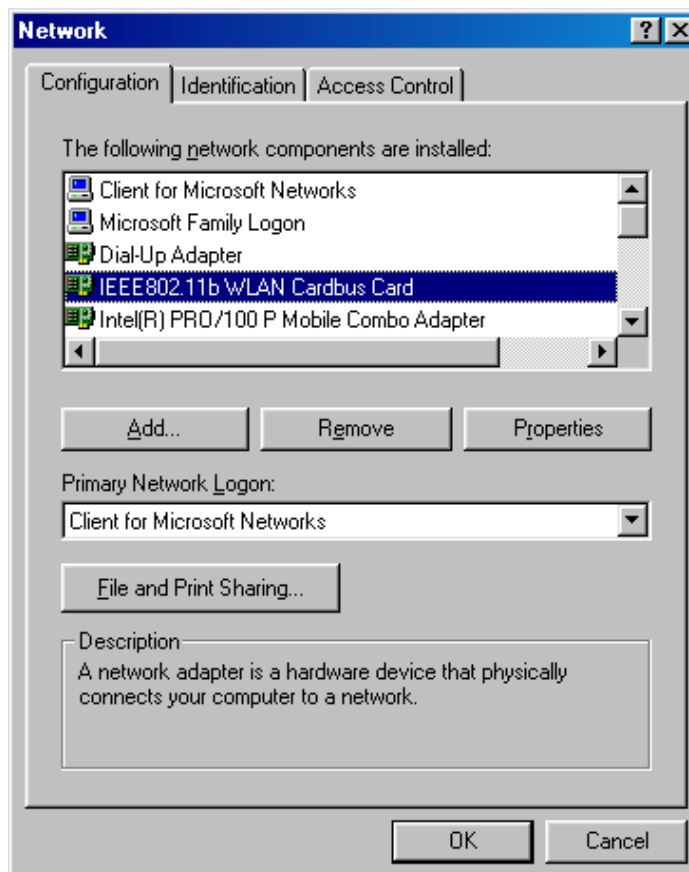 Network
Configuration Identification Access Control
The following network components are installed:
Client for Microsoft Networks
Microsoft Family Logon
Dial-Up Adapter
IEEE802.11b WLAN Cardbus Card
Intel(R) PRO/100 P Mobile Combo Adapter
Add... Remove Properties
Primary Network Logon:
Client for Microsoft Networks
File and Print Sharing...
Description
A network adapter is a hardware device that physically
connects your computer to a network.
OK Cancel